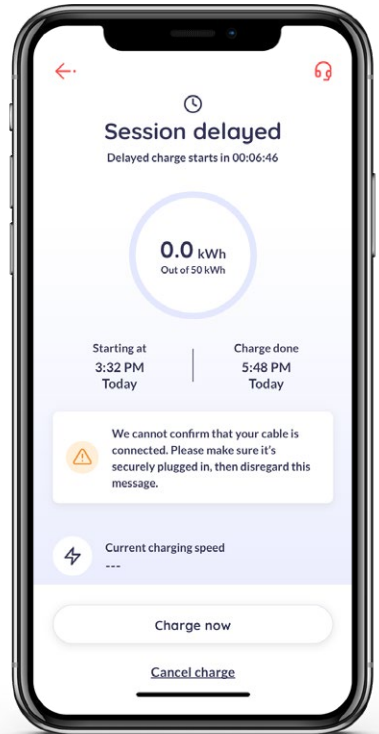 Session delayed
Delayed charge starts in 00:06:46
0.0 kWh
Out of 50 kWh
Starting at
3:32 PM
Today
Charge done
5:48 PM
Today
We cannot confirm that your cable is
connected. Please make sure it's
securely plugged in, then disregard this
message.
Current charging speed
---
Charge now
Cancel charge